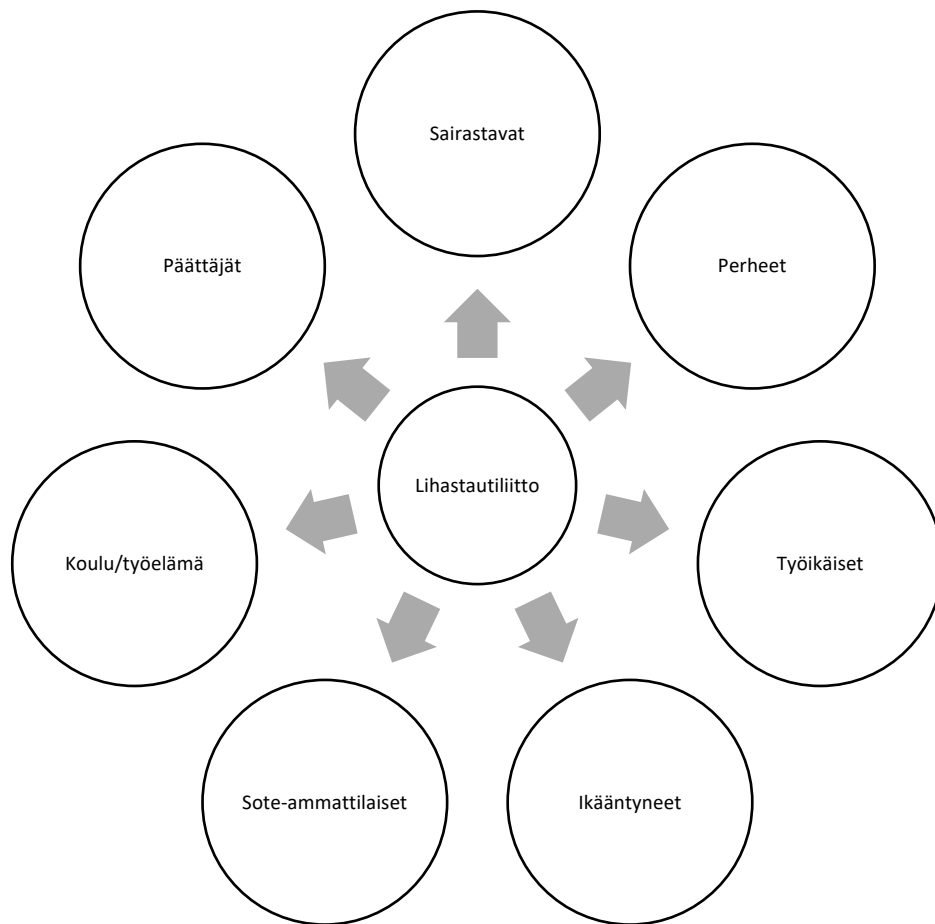 Sairastavat
Perheet
Työikäiset
Ikääntyneet
Sote-ammattilaiset
Koulu/työelämä
Päättäjät
Lihastautiliitto